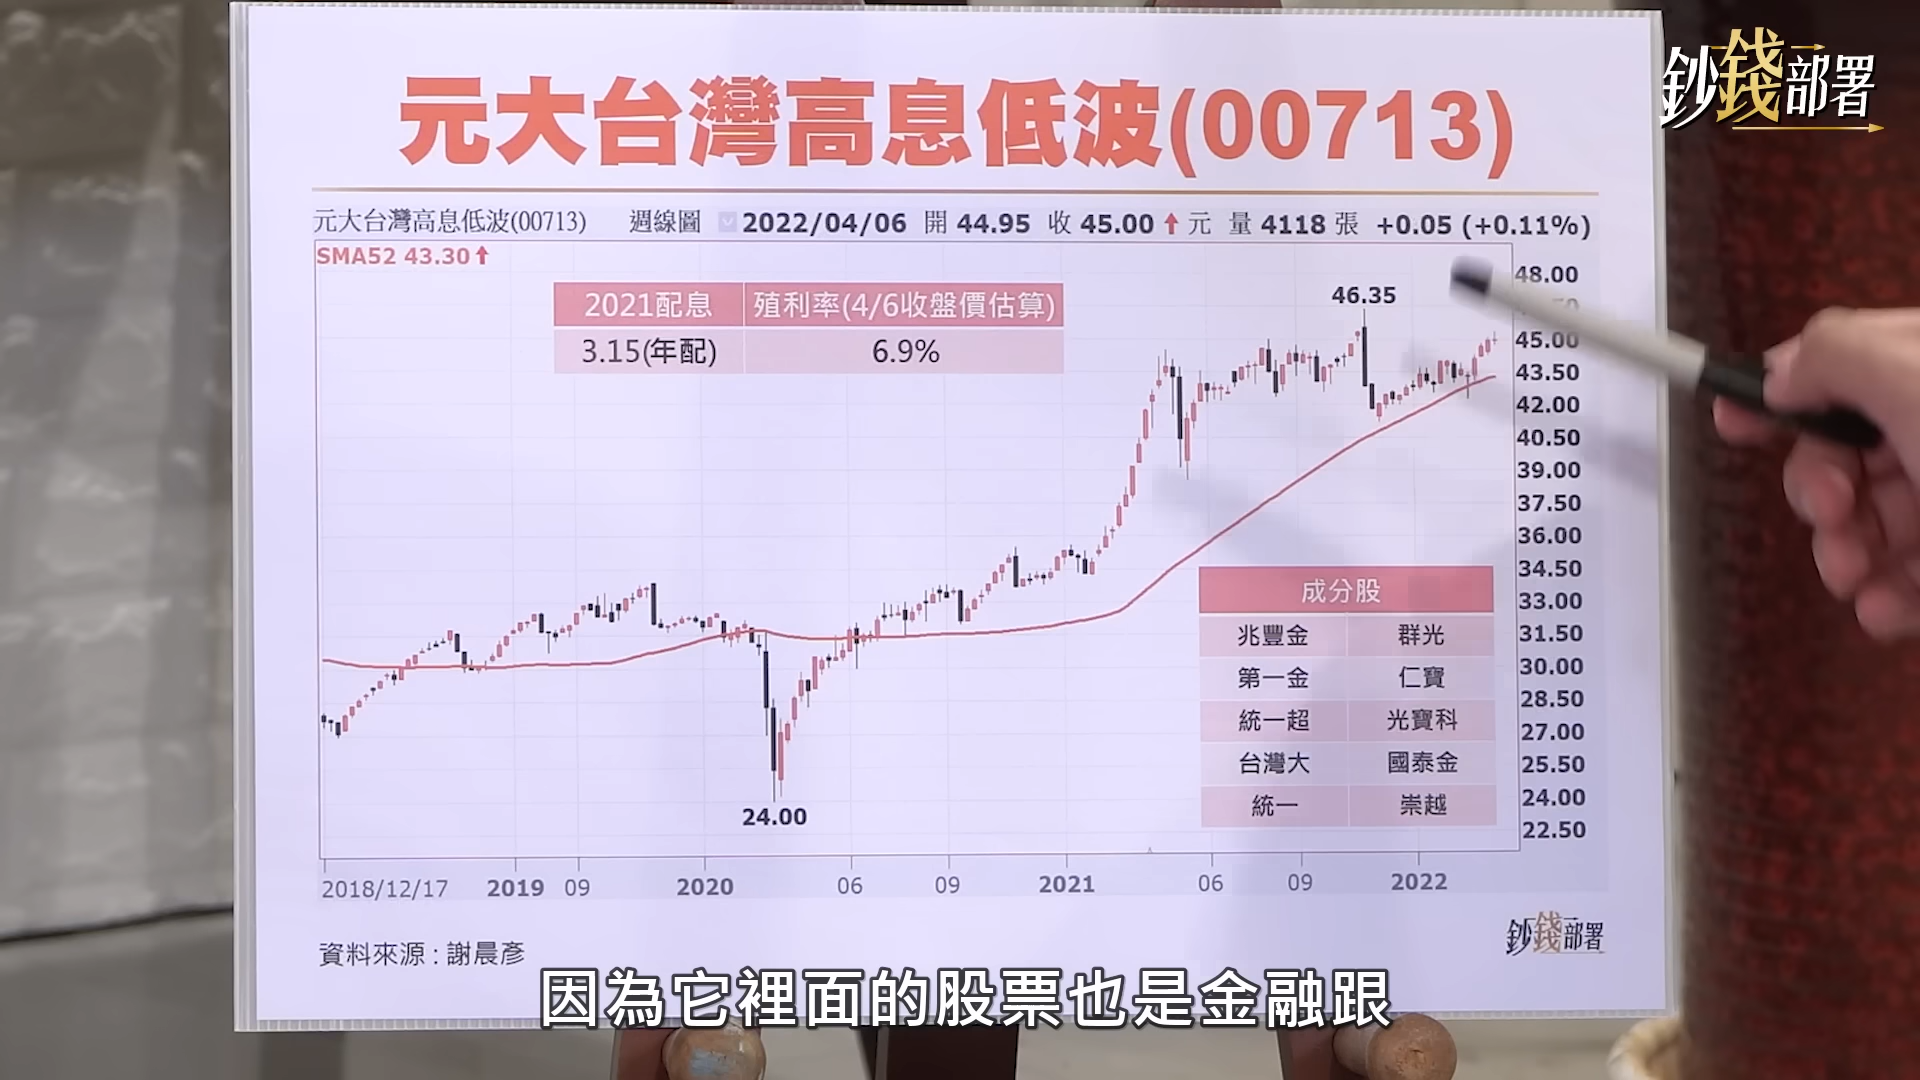 鈔錢部署
元大台灣高息低波(00713)
元大台灣高息低波(00713) 週線圖 2022/04/06 開 44.95 收 45.00 ↑ 元 量 4118 張 +0.05 (+0.11%)
SMA52 43.30↑
2021配息 殖利率(4/6收盤價估算)
3.15(年配) 6.9%
46.35
24.00
48.00
45.00
43.50
42.00
40.50
39.00
37.50
36.00
34.50
33.00
31.50
30.00
28.50
27.00
25.50
24.00
22.50
成分股
兆豐金 群光
第一金 仁寶
統一超 光寶科
台灣大 國泰金
統一 崇越
2018/12/17 2019 09 2020 06 09 2021 06 09 2022
鈔錢部署
資料來源:謝晨彥
因為它裡面的股票也是金融跟